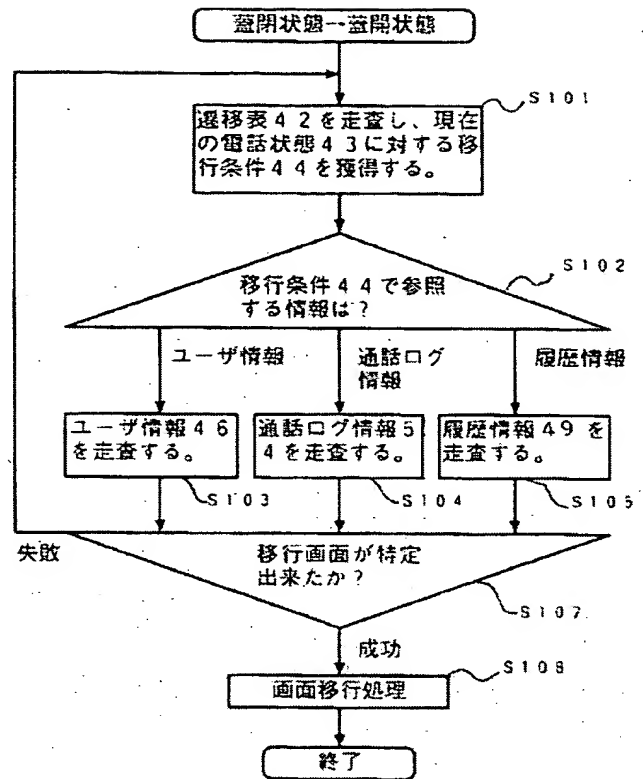 蓋閉状態→蓋開状態
S101
遷移表42を走査し、現在
の電話状態43に対する移
行条件44を獲得する。
S102
移行条件44で参照
する情報は?
ユーザ情報
通話ログ
情報
履歴情報
ユーザ情報46
を走査する。
通話ログ情報5
4を走査する。
履歴情報49を
走査する。
S103
S104
S105
失敗
移行画面が特定
出来たか?
S107
成功
S108
画面移行処理
終了